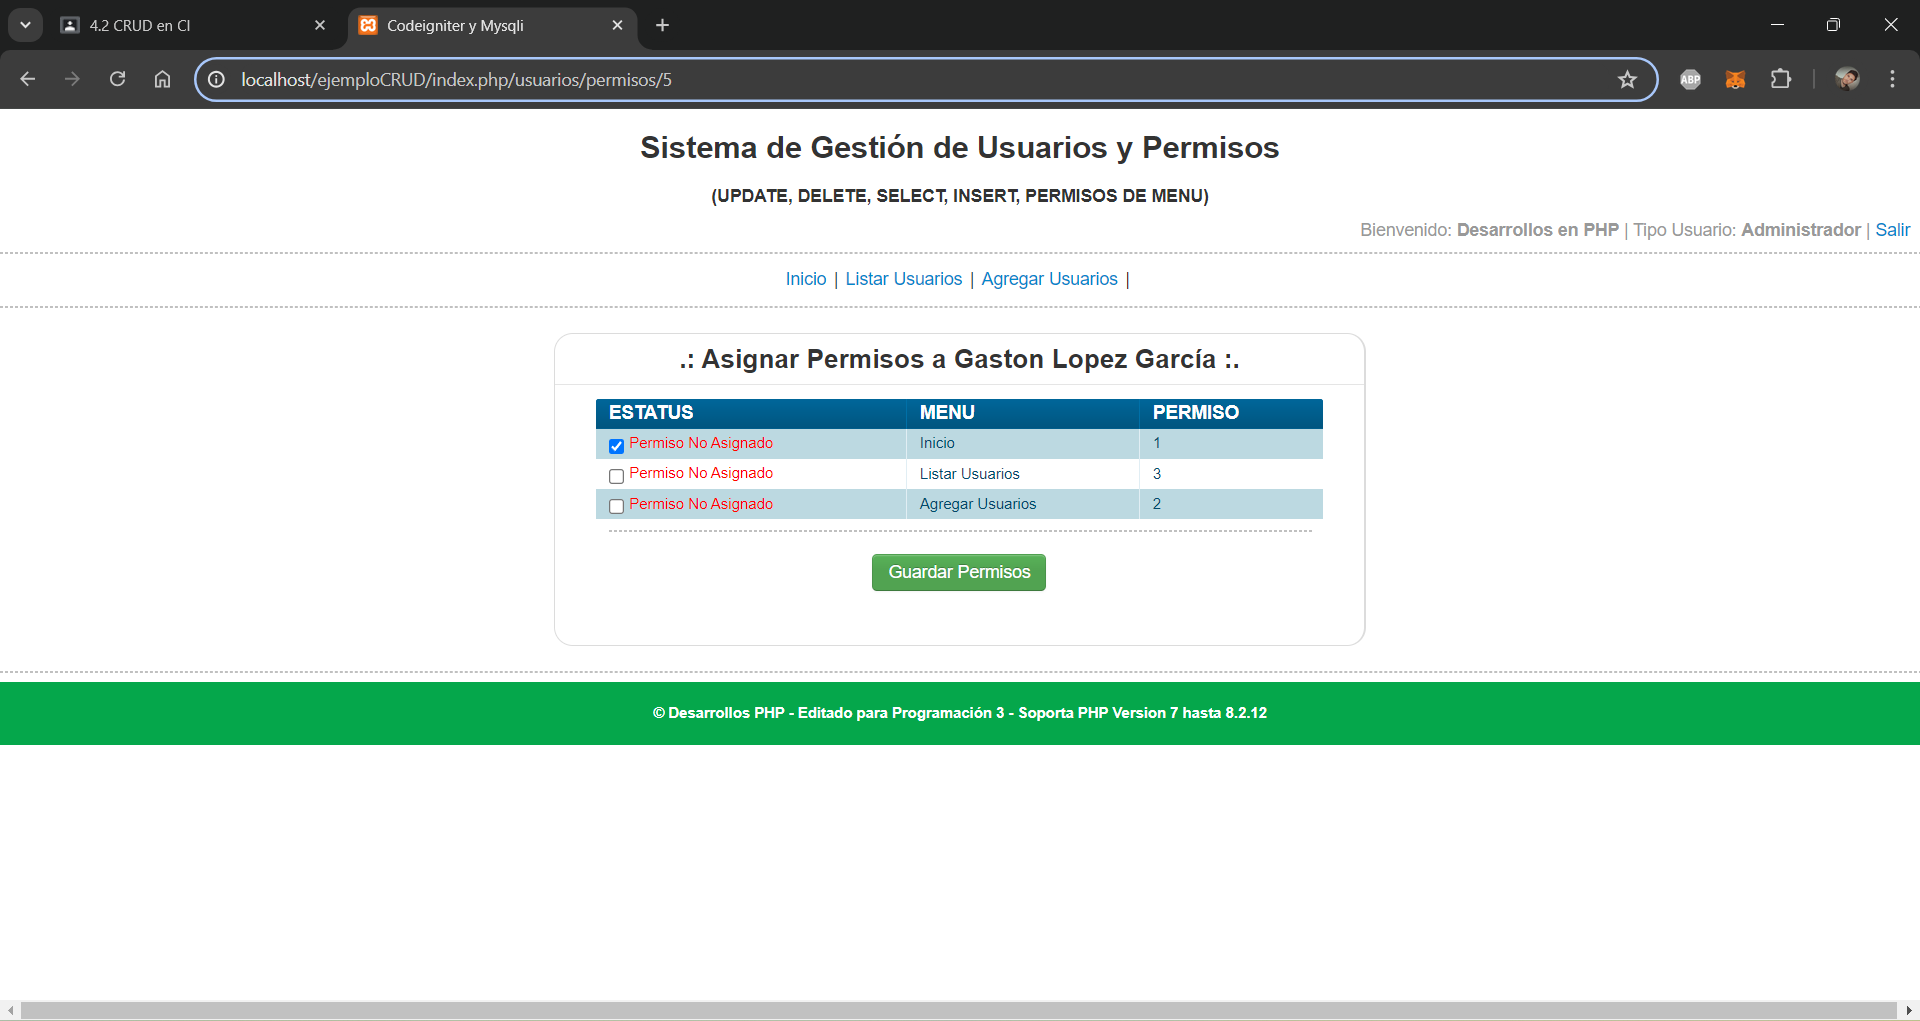 4.2 CRUD en CI
Codeigniter y Mysqli
localhost/ejemploCRUD/index.php/usuarios/permisos/5
ABP
Sistema de Gestión de Usuarios y Permisos
(UPDATE, DELETE, SELECT, INSERT, PERMISOS DE MENU)
Bienvenido: Desarrollos en PHP | Tipo Usuario: Administrador | Salir
Inicio | Listar Usuarios | Agregar Usuarios |
.: Asignar Permisos a Gaston Lopez García :.
ESTATUS MENU PERMISO
Permiso No Asignado Inicio 1
Permiso No Asignado Listar Usuarios 3
Permiso No Asignado Agregar Usuarios 2
Guardar Permisos
© Desarrollos PHP - Editado para Programación 3 - Soporta PHP Version 7 hasta 8.2.12